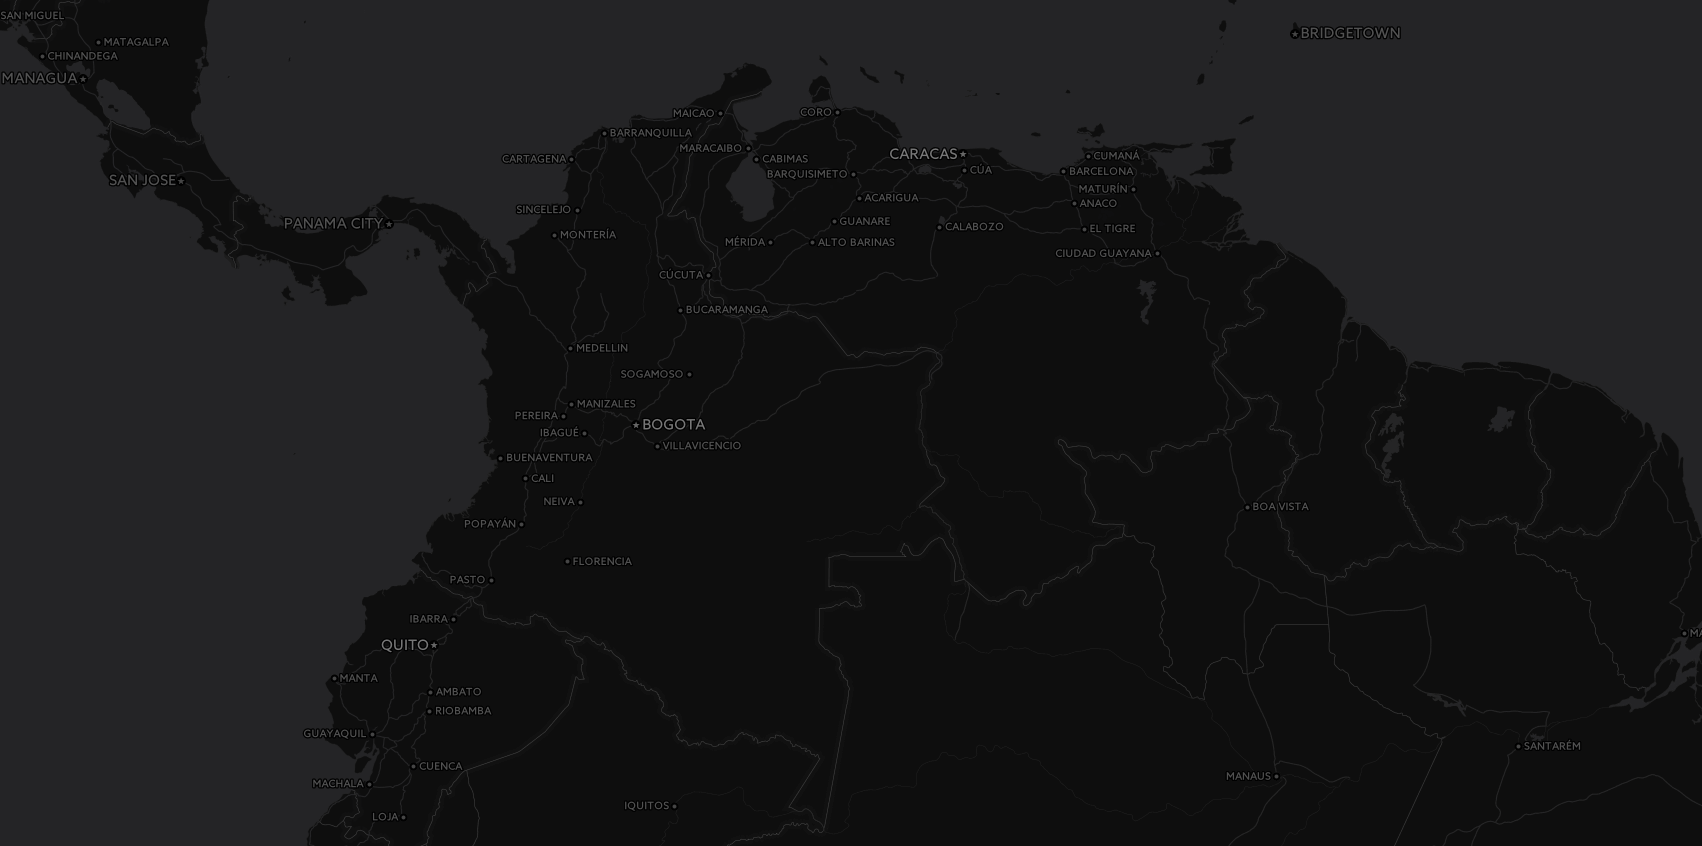 SAN MIGUEL
BRIDGETOWN
MATAGALPA
CHINANDEGA
MANAGUA
MAICAO
CORO
BARRANQUILLA
MARACAIBO
CARACAS
CARTAGENA
CABIMAS
CUMANÁ
BARQUISIMETO
CÚA
BARCELONA
SAN JOSE
MATURÍN
ACARIGUA
ANACO
SINCELEJO
PANAMA CITY
GUANARE
CALABOZO
EL TIGRE
MONTERÍA
MÉRIDA
ALTO BARINAS
CIUDAD GUAYANA
CÚCUTA
BUCARAMANGA
MEDELLIN
SOGAMOSO
MANIZALES
PEREIRA
BOGOTA
IBAGUÉ
VILLAVICENCIO
BUENAVENTURA
CALI
NEIVA
BOA VISTA
POPAYÁN
FLORENCIA
PASTO
IBARRA
MA
QUITO
MANTA
AMBATO
RIOBAMBA
GUAYAQUIL
SANTARÉM
CUENCA
MANAUS
MACHALA
IQUITOS
LOJA